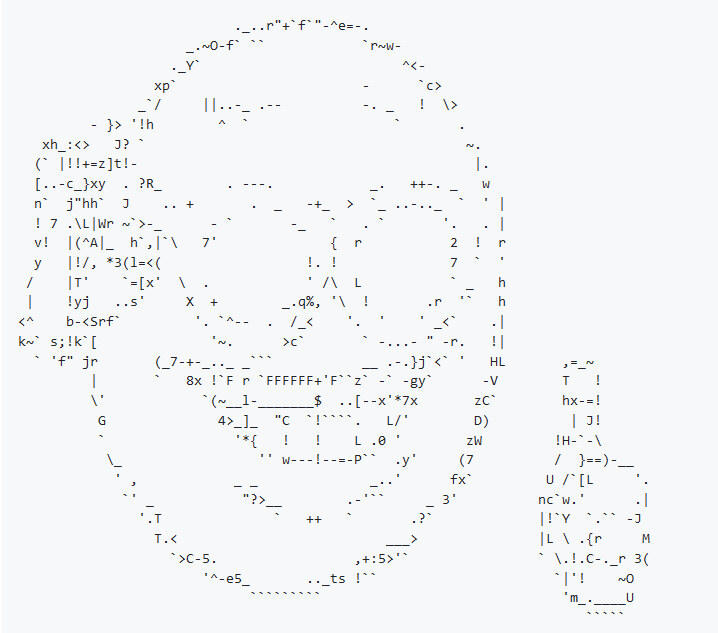 ._..r"+`f`"-^e=-.
_.~O-f` ``            `r~w-
._Y`                         ^<-
xp`                       -      `c>
_`/     ||..-_ .--          -. _   !  \>
- }> '!h        ^  `                  `       .
xh_:<>   J? `                                        ~.
(` |!!+=z]t!-                                          |.
[..-c_}xy  . ?R_        . ---.            _.   ++-. _   w
n`  j"hh`  J    .. +       .  _   -+_  >  `_ ..-.._  `  ' |
! 7 .\L|Wr ~`>-_      - `       -_   `   . `       '.   . |
v!  |(^A|_  h`,|`\   7'              {  r           2  !  r
y   |!/, *3(l=<(                  !. !              7  `  '
/    |T'    `=[x'  \  .            ' /\  L           ` _   h
|    !yj   ..s'     X  +        _.q%, '\  !       .r  '`   h
<^    b-<Srf`         '. `^--  .  /_<    '.  '    ' _<`    .|
k~` s;!k`[              '~.      >c`       ` -...- " -r.   !|
` 'f" jr       (_7-+-_.._ _```           __ .-.}j`<` '   HL       ,=_~
|       `   8x !`F r `FFFFFF+'F``z` -` -gy`      -V        T   !
\'            `(~__l-_______$  ..[--x'*7x       zC`        hx-=!
G              4>_]_  "C  `!````.   L/'        D)          | J!
`                '*{   !   !    L .0 '        zW         !H-`-\
\_                 '' w---!--=-P``  .y'     (7          /  }==)-__
' ,            _ _              _..'      fx`         U /`[L     '.
`' _           "?>__        .-'``     _ 3'          nc`w.'      .|
'.T              `   ++   `       .?`             |!`Y  `.`` -J
T.<                          ___>               |L \ .{r     M
`>C-5.                 ,+:5>'`                ` \.!.C-._r 3(
'^-e5_       .._ts !``                      `|'!    ~O
`````````                              'm_.____U
`````